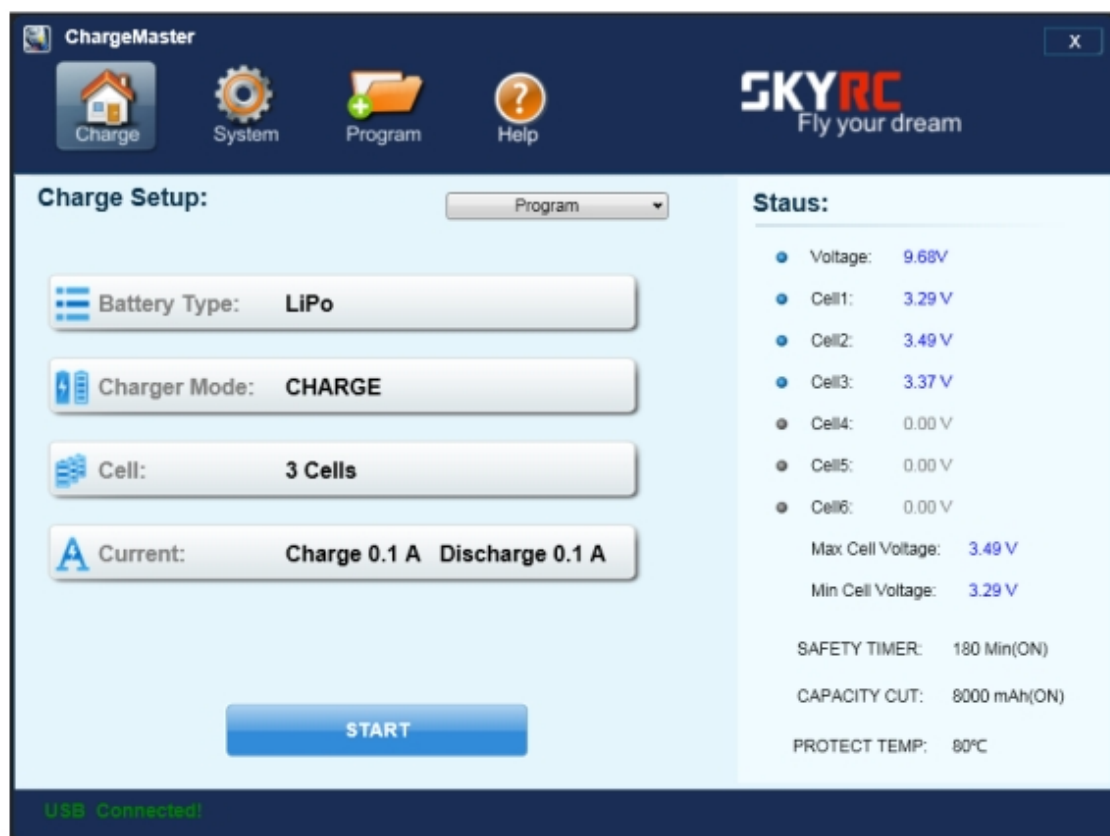 ChargeMaster
X
Charge
System
Program
Help
SKYRC
Fly your dream
Charge Setup:
Program
Battery Type: LiPo
Charger Mode: CHARGE
Cell: 3 Cells
Current: Charge 0.1 A Discharge 0.1 A
START
Staus:
Voltage: 9.68V
Cell1: 3.29 V
Cell2: 3.49 V
Cell3: 3.37 V
Cell4: 0.00 V
Cell5: 0.00 V
Cell6: 0.00 V
Max Cell Voltage: 3.49 V
Min Cell Voltage: 3.29 V
SAFETY TIMER: 180 Min(ON)
CAPACITY CUT: 8000 mAh(ON)
PROTECT TEMP: 80℃
USB Connected!